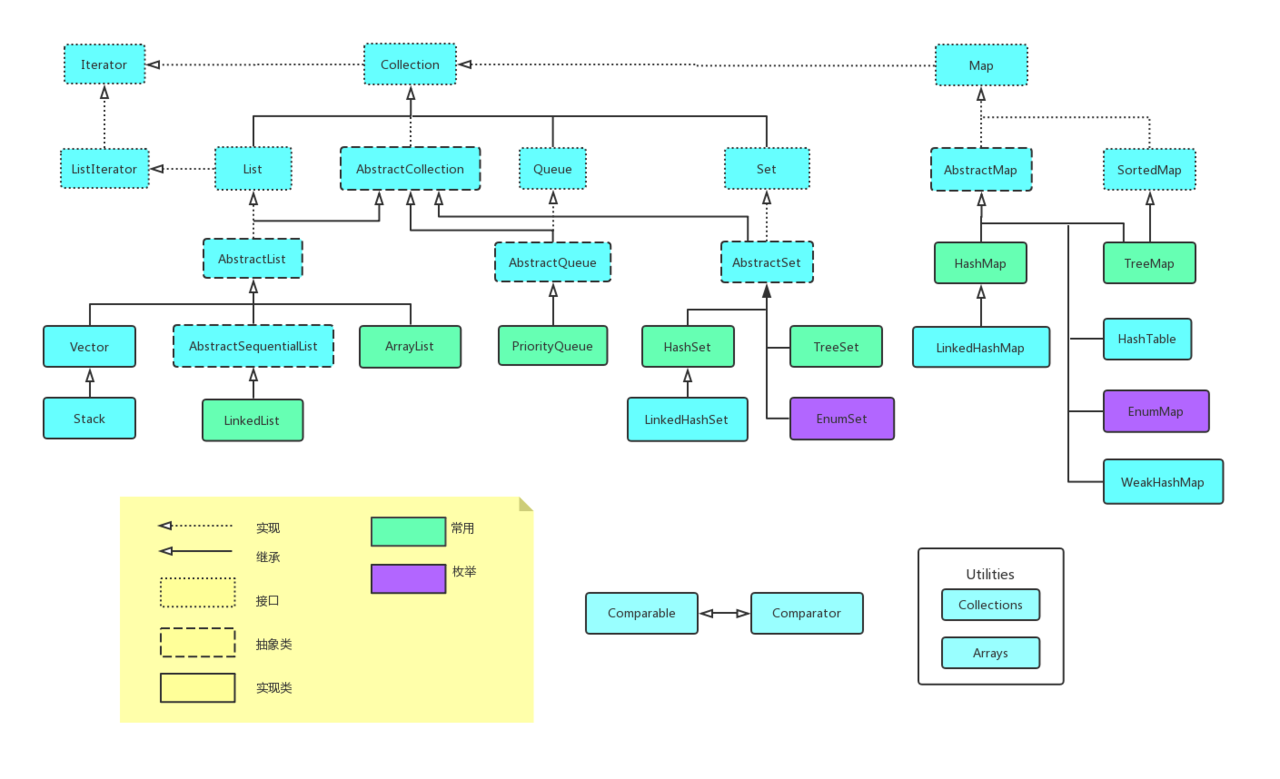 Iterator
Collection
Map
ListIterator
List
AbstractCollection
Queue
Set
AbstractMap
SortedMap
AbstractList
AbstractQueue
AbstractSet
HashMap
TreeMap
Vector
AbstractSequentialList
ArrayList
PriorityQueue
HashSet
TreeSet
LinkedHashMap
HashTable
Stack
LinkedList
LinkedHashSet
EnumSet
EnumMap
WeakHashMap
实现
继承
接口
抽象类
实现类
常用
枚举
Comparable
Comparator
Utilities
Collections
Arrays